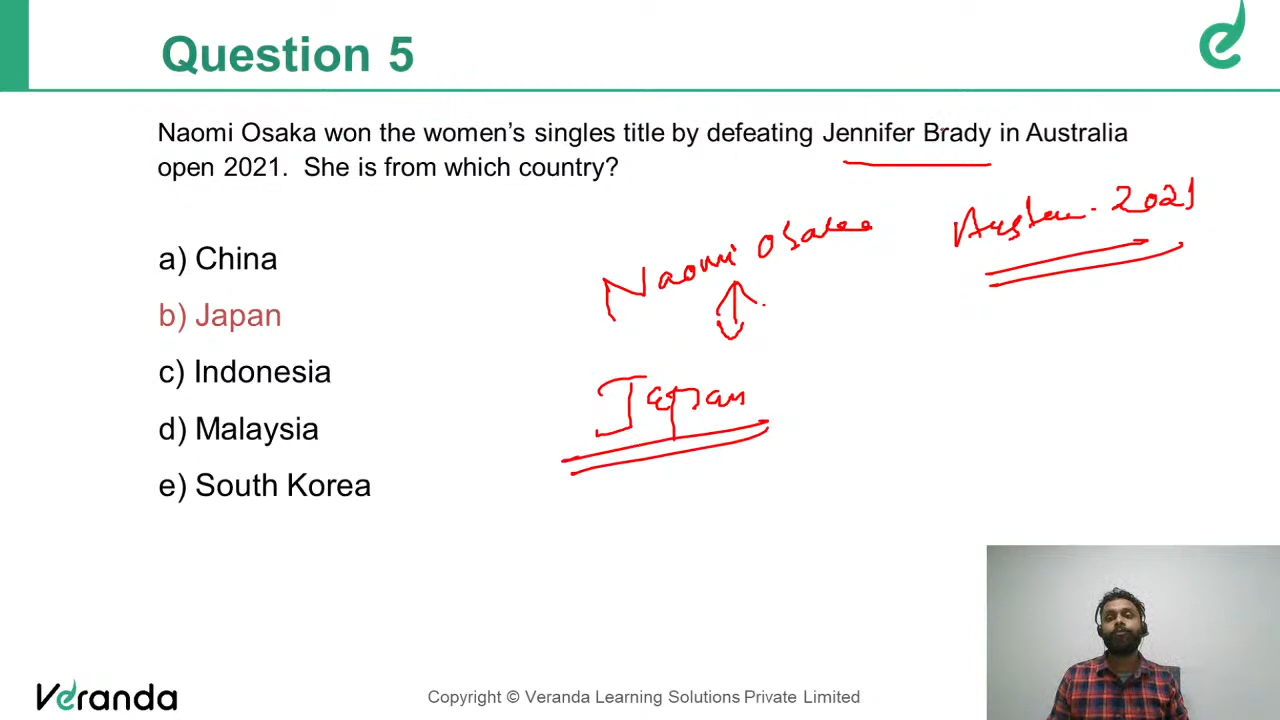 Question 5
Naomi Osaka won the women’s singles title by defeating Jennifer Brady in Australia
open 2021.  She is from which country?
Naomi Osaka
2021
a) China
b) Japan
c) Indonesia
Japan
d) Malaysia
e) South Korea
Veranda
Copyright © Veranda Learning Solutions Private Limited